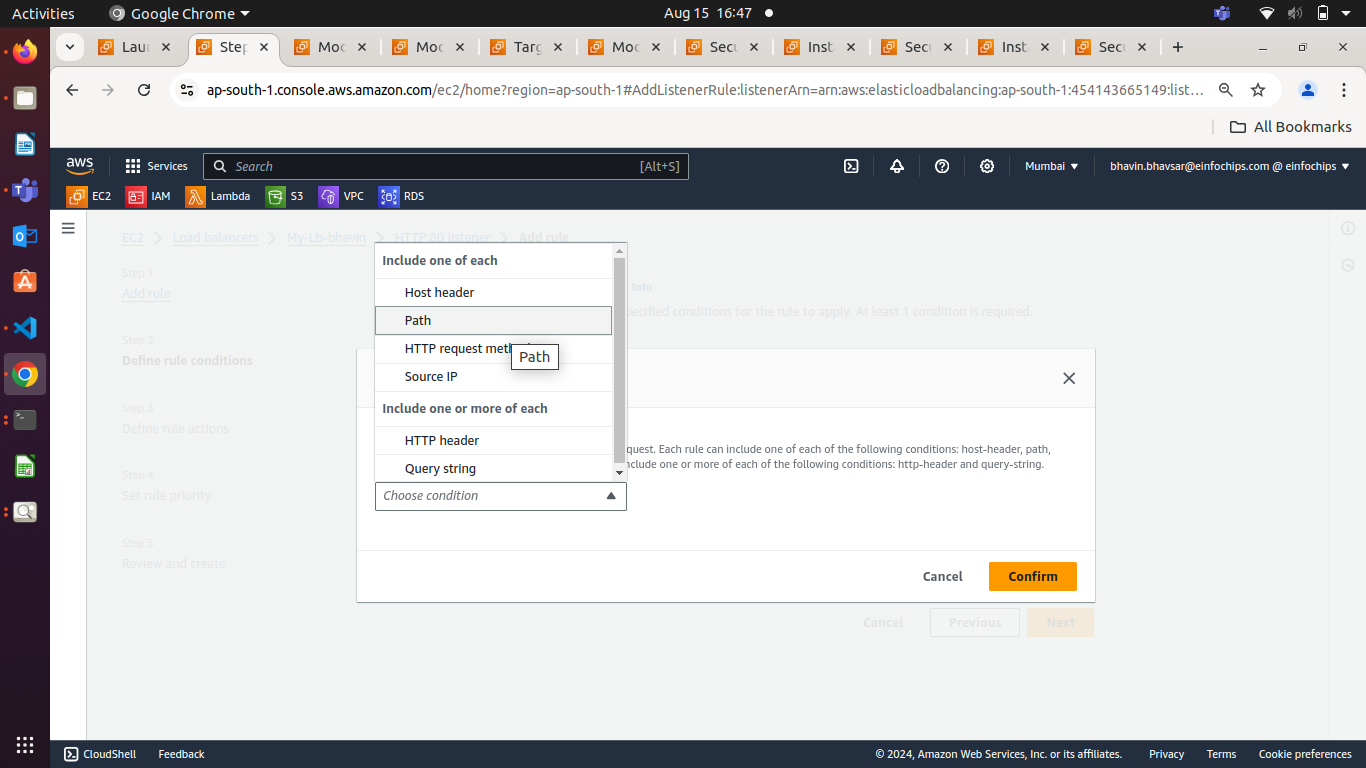 Activities
Google Chrome
Aug 15 16:47
Lau
Step
Moc
Moc
Targ
Moc
Secu
Inst
Secu
Inst
Secu
ap-south-1.console.aws.amazon.com/ec2/home?region=ap-south-1#AddListenerRule:listenerArn=arn:aws:elasticloadbalancing:ap-south-1:454143665149:list...
All Bookmarks
aws
Services
Search
[Alt+S]
Mumbai
bhavin.bhavsar@einfochips.com @ einfochips
EC2
IAM
Lambda
S3
VPC
RDS
EC2
Load balancers
My-Lb-bhavin
HTTP:80 listener
Add rule
Step 1
Add rule
Step 2
Define rule conditions
Step 3
Define rule actions
Step 4
Set rule priority
Step 5
Review and create
Info
pecified conditions for the rule to apply. At least 1 condition is required.
Include one of each
Host header
Path
HTTP request meth
Path
Source IP
Include one or more of each
HTTP header
Query string
quest. Each rule can include one of each of the following conditions: host-header, path,
nclude one or more of each of the following conditions: http-header and query-string.
Choose condition
Cancel
Confirm
Cancel
Previous
Next
CloudShell
Feedback
© 2024, Amazon Web Services, Inc. or its affiliates.
Privacy
Terms
Cookie preferences